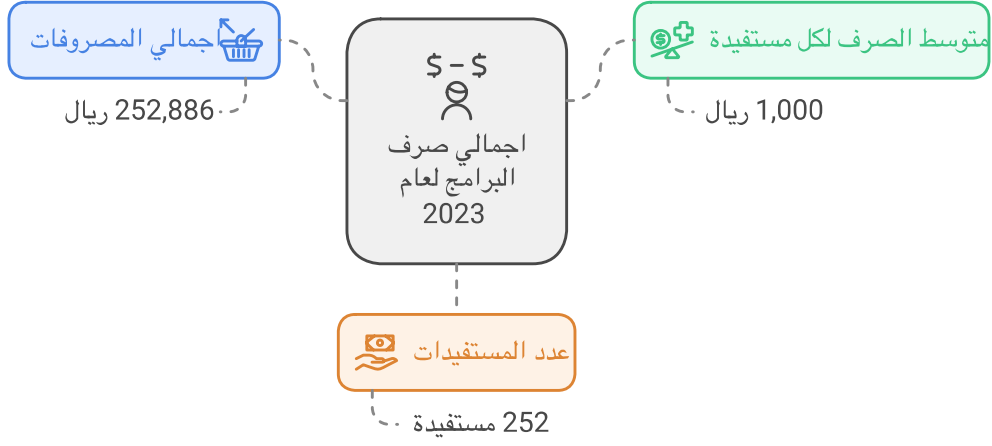 متوسط الصرف لكل مستفيدة
1,000 ريال
$ - $
اجمالي صرف
البرامج لعام
2023
اجمالي المصروفات
252,886 ريال
عدد المستفيدات
252 مستفيدة